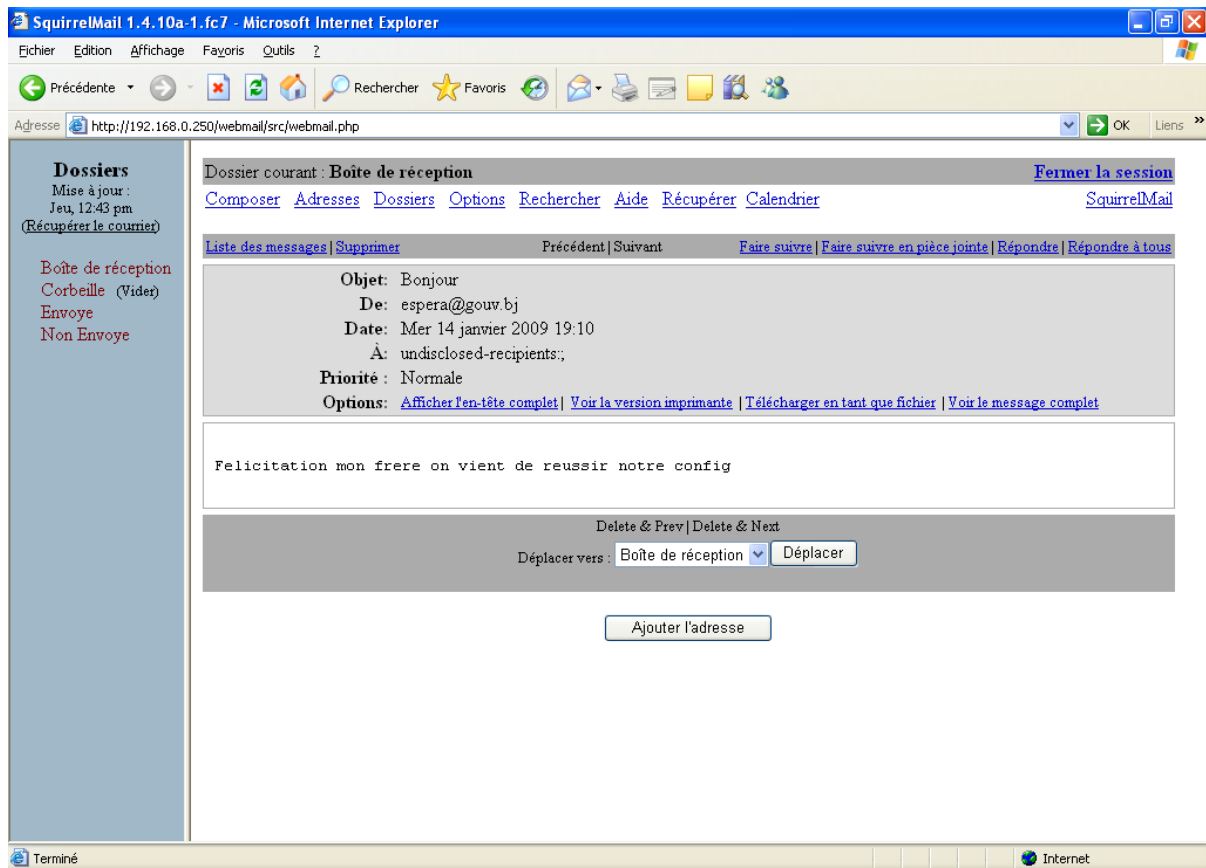 SquirrelMail 1.4.10a-1.fc7 - Microsoft Internet Explorer
Fichier Edition Affichage Favoris Outils ?
Précédente Rechercher Favoris
Adresse http://192.168.0.250/webmail/src/webmail.php OK Liens »
Dossiers
Mise à jour :
Jeu, 12:43 pm
(Récupérer le courrier)
Boîte de réception
Corbeille (Vider)
Envoye
Non Envoye
Dossier courant : Boîte de réception Fermer la session
Composer Adresses Dossiers Options Rechercher Aide Récupérer Calendrier SquirrelMail
Liste des messages | Supprimer Précédent | Suivant Faire suivre | Faire suivre en pièce jointe | Répondre | Répondre à tous
Objet: Bonjour
De: espera@gouv.bj
Date: Mer 14 janvier 2009 19:10
À: undisclosed-recipients:;
Priorité : Normale
Options: Afficher l'en-tête complet | Voir la version imprimante | Télécharger en tant que fichier | Voir le message complet
Felicitation mon frere on vient de reussir notre config
Delete & Prev | Delete & Next
Déplacer vers : Boîte de réception Déplacer
Ajouter l'adresse
Terminé Internet